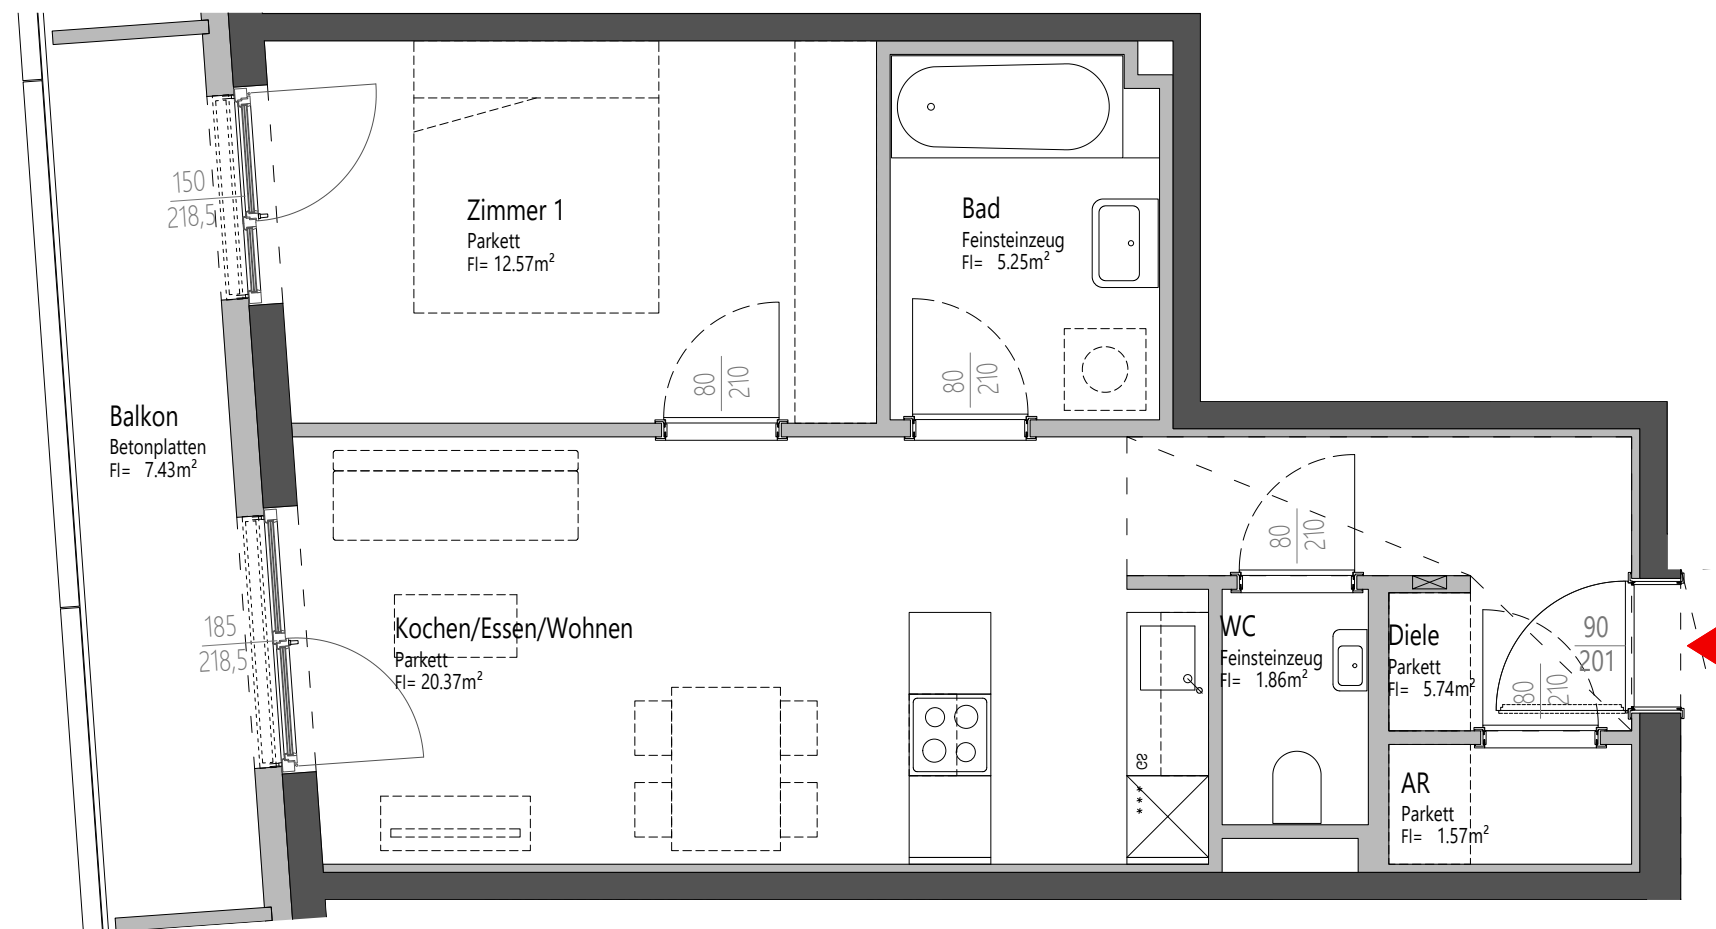 150
218,5
Zimmer 1
Parkett
Fl= 12.57m²
Bad
Feinsteinzeug
Fl= 5.25m²
80
210
80
210
Balkon
Betonplatten
Fl= 7.43m²
80
210
185
218,5
Kochen/Essen/Wohnen
Parkett
Fl= 20.37m²
WC
Feinsteinzeug
Fl= 1.86m²
Diele
Parkett
Fl= 5.74m²
90
201
80
210
GS
***
AR
Parkett
Fl= 1.57m²